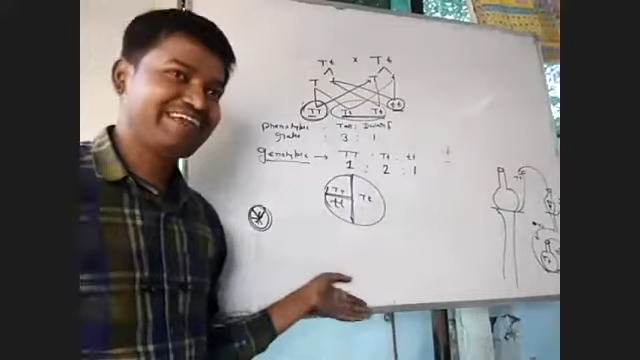 Tt x Tt
T t T t
TT Tt Tt tt
phenotypic : Tall : Dwarf
ratio : 3 : 1
genotypic → TT : Tt : tt
1 : 2 : 1
TT Tt
tt